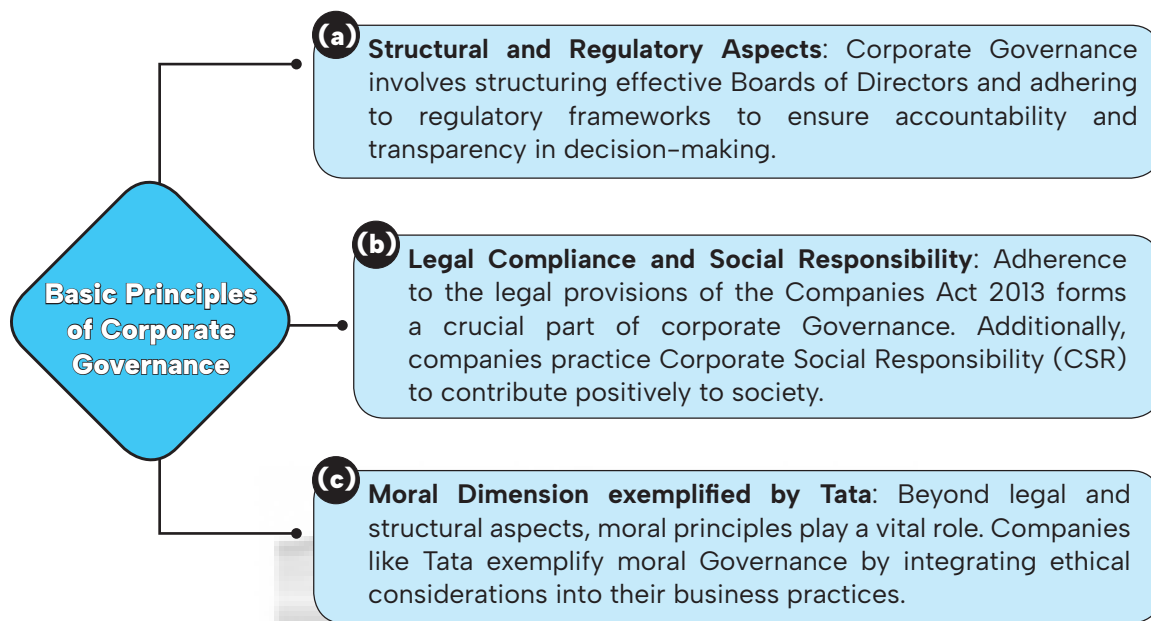 Basic Principles
of Corporate
Governance
(a)
Structural and Regulatory Aspects: Corporate Governance
involves structuring effective Boards of Directors and adhering
to regulatory frameworks to ensure accountability and
transparency in decision-making.
(b)
Legal Compliance and Social Responsibility: Adherence
to the legal provisions of the Companies Act 2013 forms
a crucial part of corporate Governance. Additionally,
companies practice Corporate Social Responsibility (CSR)
to contribute positively to society.
(c)
Moral Dimension exemplified by Tata: Beyond legal and
structural aspects, moral principles play a vital role. Companies
like Tata exemplify moral Governance by integrating ethical
considerations into their business practices.